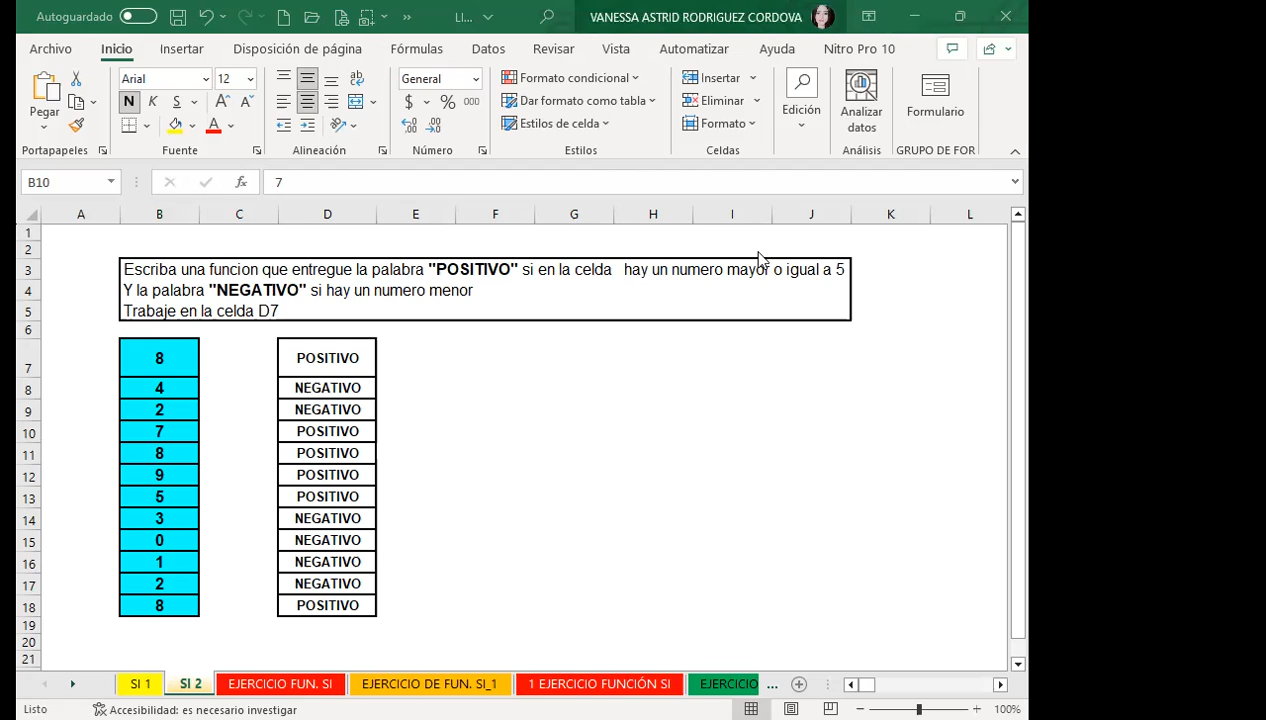 Autoguardado
LI...
VANESSA ASTRID RODRIGUEZ CORDOVA
Archivo Inicio Insertar Disposición de página Fórmulas Datos Revisar Vista Automatizar Ayuda Nitro Pro 10
Pegar
Arial 12
N K S A A
General
$ % 000
Formato condicional
Dar formato como tabla
Estilos de celda
Insertar
Eliminar
Formato
Edición
Analizar datos
Formulario
Portapapeles Fuente Alineación Número Estilos Celdas Análisis GRUPO DE FOR
B10 fx 7
A B C D E F G H I J K L
1
2
3 Escriba una funcion que entregue la palabra "POSITIVO" si en la celda hay un numero mayor o igual a 5
4 Y la palabra "NEGATIVO" si hay un numero menor
5 Trabaje en la celda D7
6
7 8 POSITIVO
8 4 NEGATIVO
9 2 NEGATIVO
10 7 POSITIVO
11 8 POSITIVO
12 9 POSITIVO
13 5 POSITIVO
14 3 NEGATIVO
15 0 NEGATIVO
16 1 NEGATIVO
17 2 NEGATIVO
18 8 POSITIVO
19
20
21
SI 1 SI 2 EJERCICIO FUN. SI EJERCICIO DE FUN. SI_1 1 EJERCICIO FUNCIÓN SI EJERCICIO ...
Listo Accesibilidad: es necesario investigar 100%